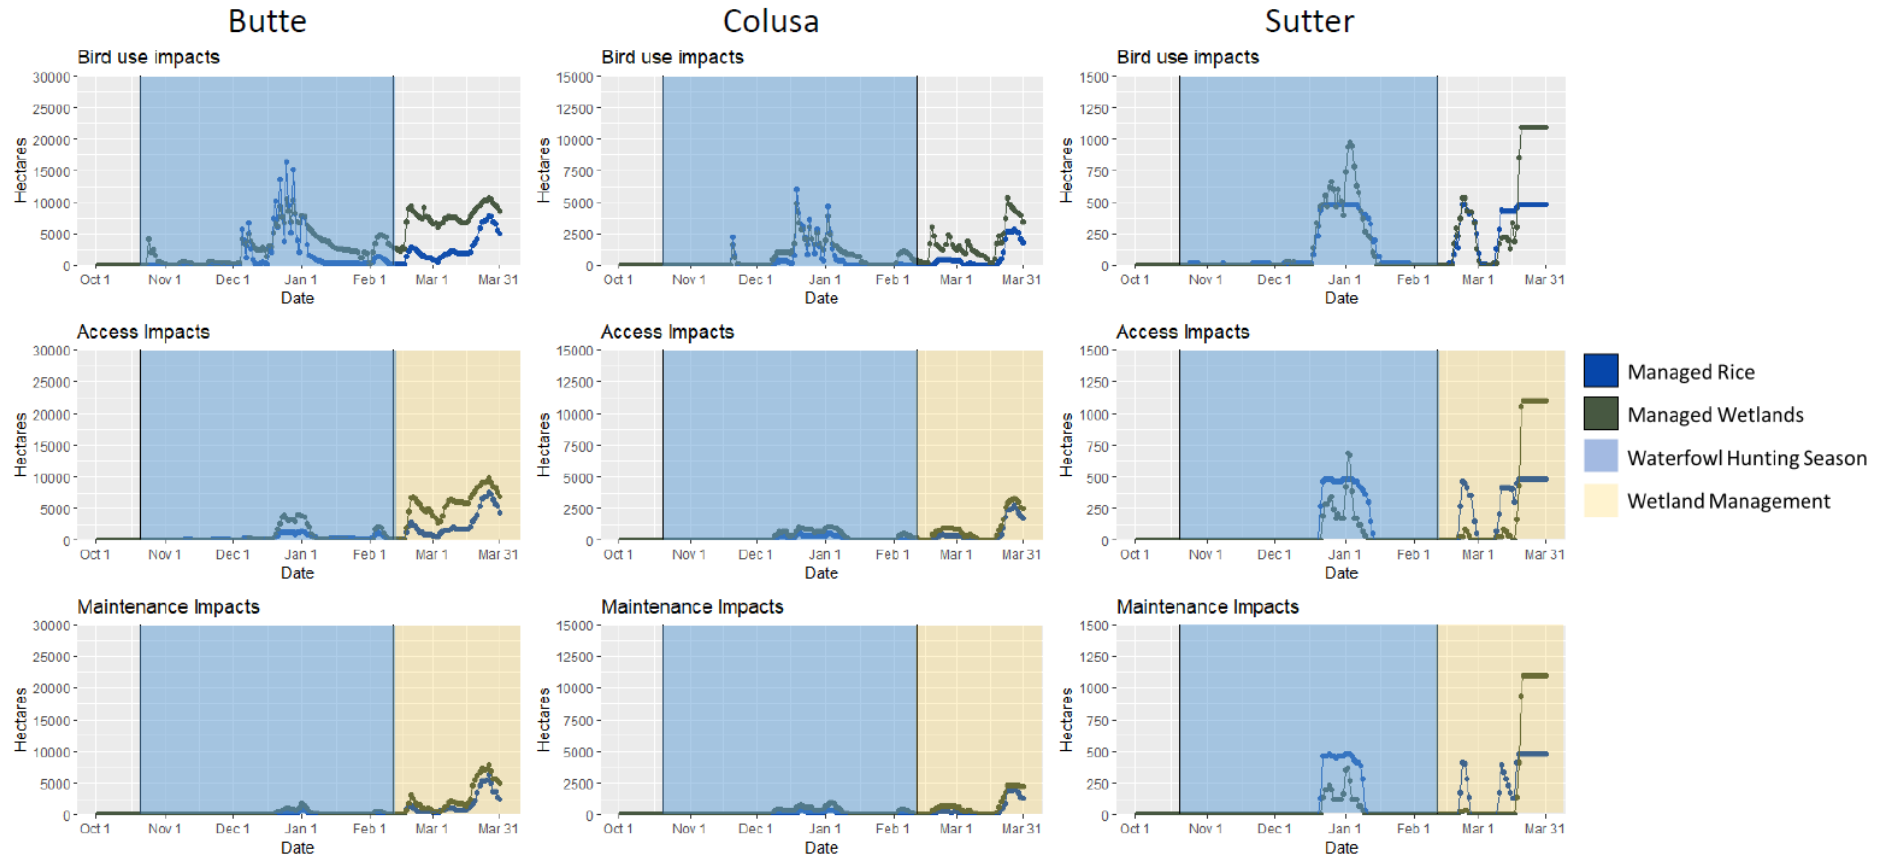 Butte Colusa Sutter
Bird use impacts Bird use impacts Bird use impacts
30000 15000 1500
25000 12500 1250
20000 10000 1000
15000 7500 750
10000 5000 500
5000 2500 250
0 0 0
Hectares Hectares Hectares
Oct 1 Nov 1 Dec 1 Jan 1 Feb 1 Mar 1 Mar 31 Oct 1 Nov 1 Dec 1 Jan 1 Feb 1 Mar 1 Mar 31 Oct 1 Nov 1 Dec 1 Jan 1 Feb 1 Mar 1 Mar 31
Date Date Date
Access Impacts Access Impacts Access Impacts
30000 15000 1500
25000 12500 1250
20000 10000 1000
15000 7500 750
10000 5000 500
5000 2500 250
0 0 0
Hectares Hectares Hectares
Oct 1 Nov 1 Dec 1 Jan 1 Feb 1 Mar 1 Mar 31 Oct 1 Nov 1 Dec 1 Jan 1 Feb 1 Mar 1 Mar 31 Oct 1 Nov 1 Dec 1 Jan 1 Feb 1 Mar 1 Mar 31
Date Date Date
Maintenance Impacts Maintenance Impacts Maintenance Impacts
30000 15000 1500
25000 12500 1250
20000 10000 1000
15000 7500 750
10000 5000 500
5000 2500 250
0 0 0
Hectares Hectares Hectares
Oct 1 Nov 1 Dec 1 Jan 1 Feb 1 Mar 1 Mar 31 Oct 1 Nov 1 Dec 1 Jan 1 Feb 1 Mar 1 Mar 31 Oct 1 Nov 1 Dec 1 Jan 1 Feb 1 Mar 1 Mar 31
Date Date Date
Managed Rice
Managed Wetlands
Waterfowl Hunting Season
Wetland Management